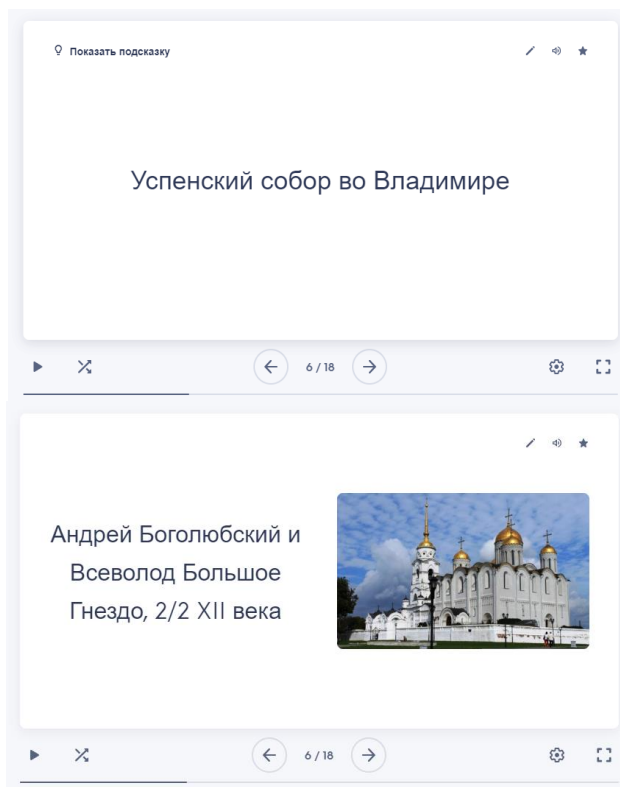 Показать подсказку
Успенский собор во Владимире
6 / 18
Андрей Боголюбский и
Всеволод Большое
Гнездо, 2/2 XII века
6 / 18